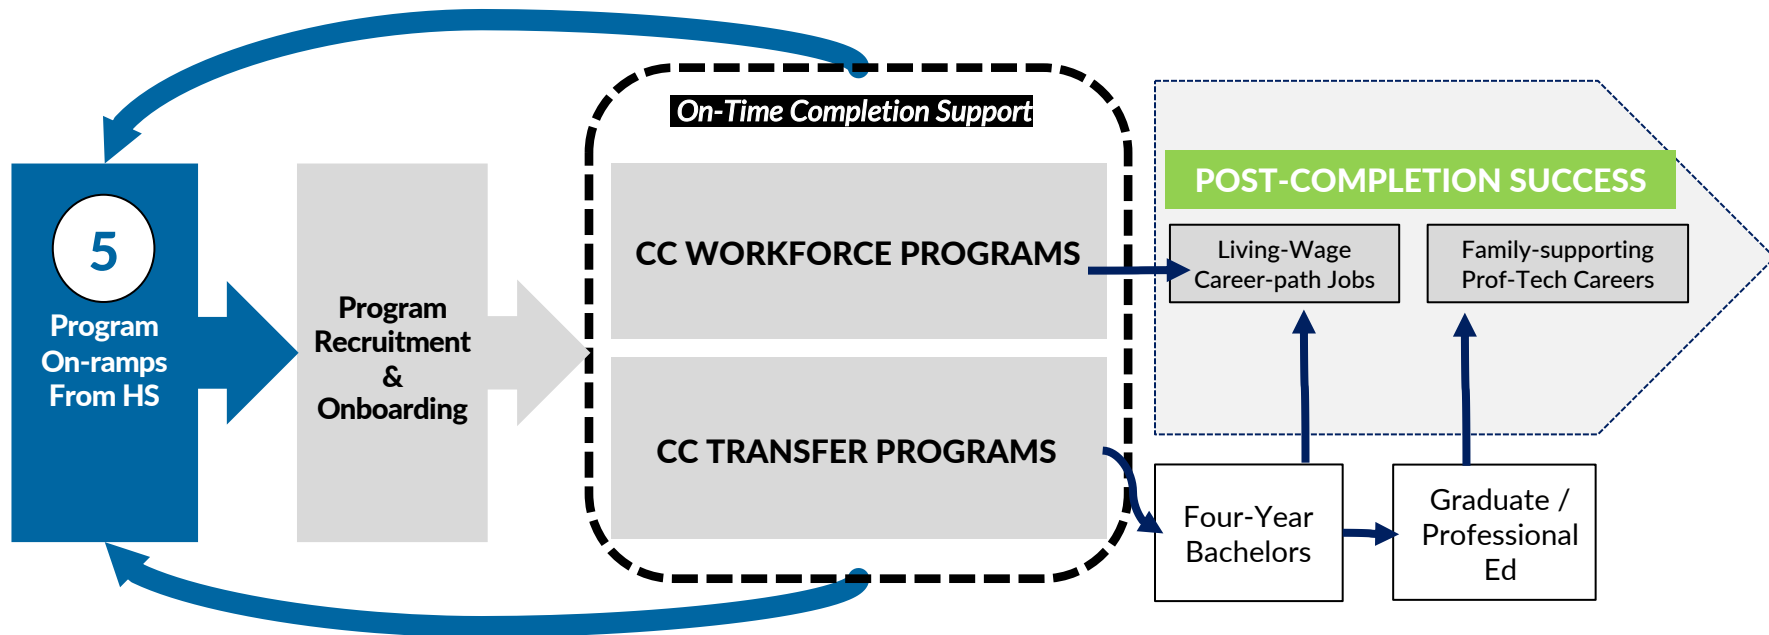 On-Time Completion Support
5
Program
On-ramps
From HS
Program
Recruitment
&
Onboarding
CC WORKFORCE PROGRAMS
CC TRANSFER PROGRAMS
POST-COMPLETION SUCCESS
Living-Wage
Career-path Jobs
Family-supporting
Prof-Tech Careers
Four-Year
Bachelors
Graduate /
Professional
Ed